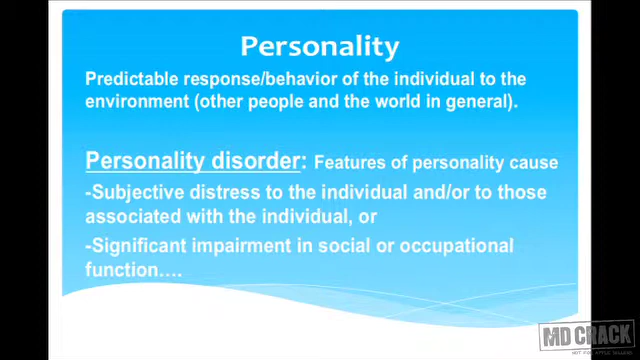 Personality
Predictable response/behavior of the individual to the
environment (other people and the world in general).
Personality disorder: Features of personality cause
-Subjective distress to the individual and/or to those
associated with the individual, or
-Significant impairment in social or occupational
function....
MD CRACK